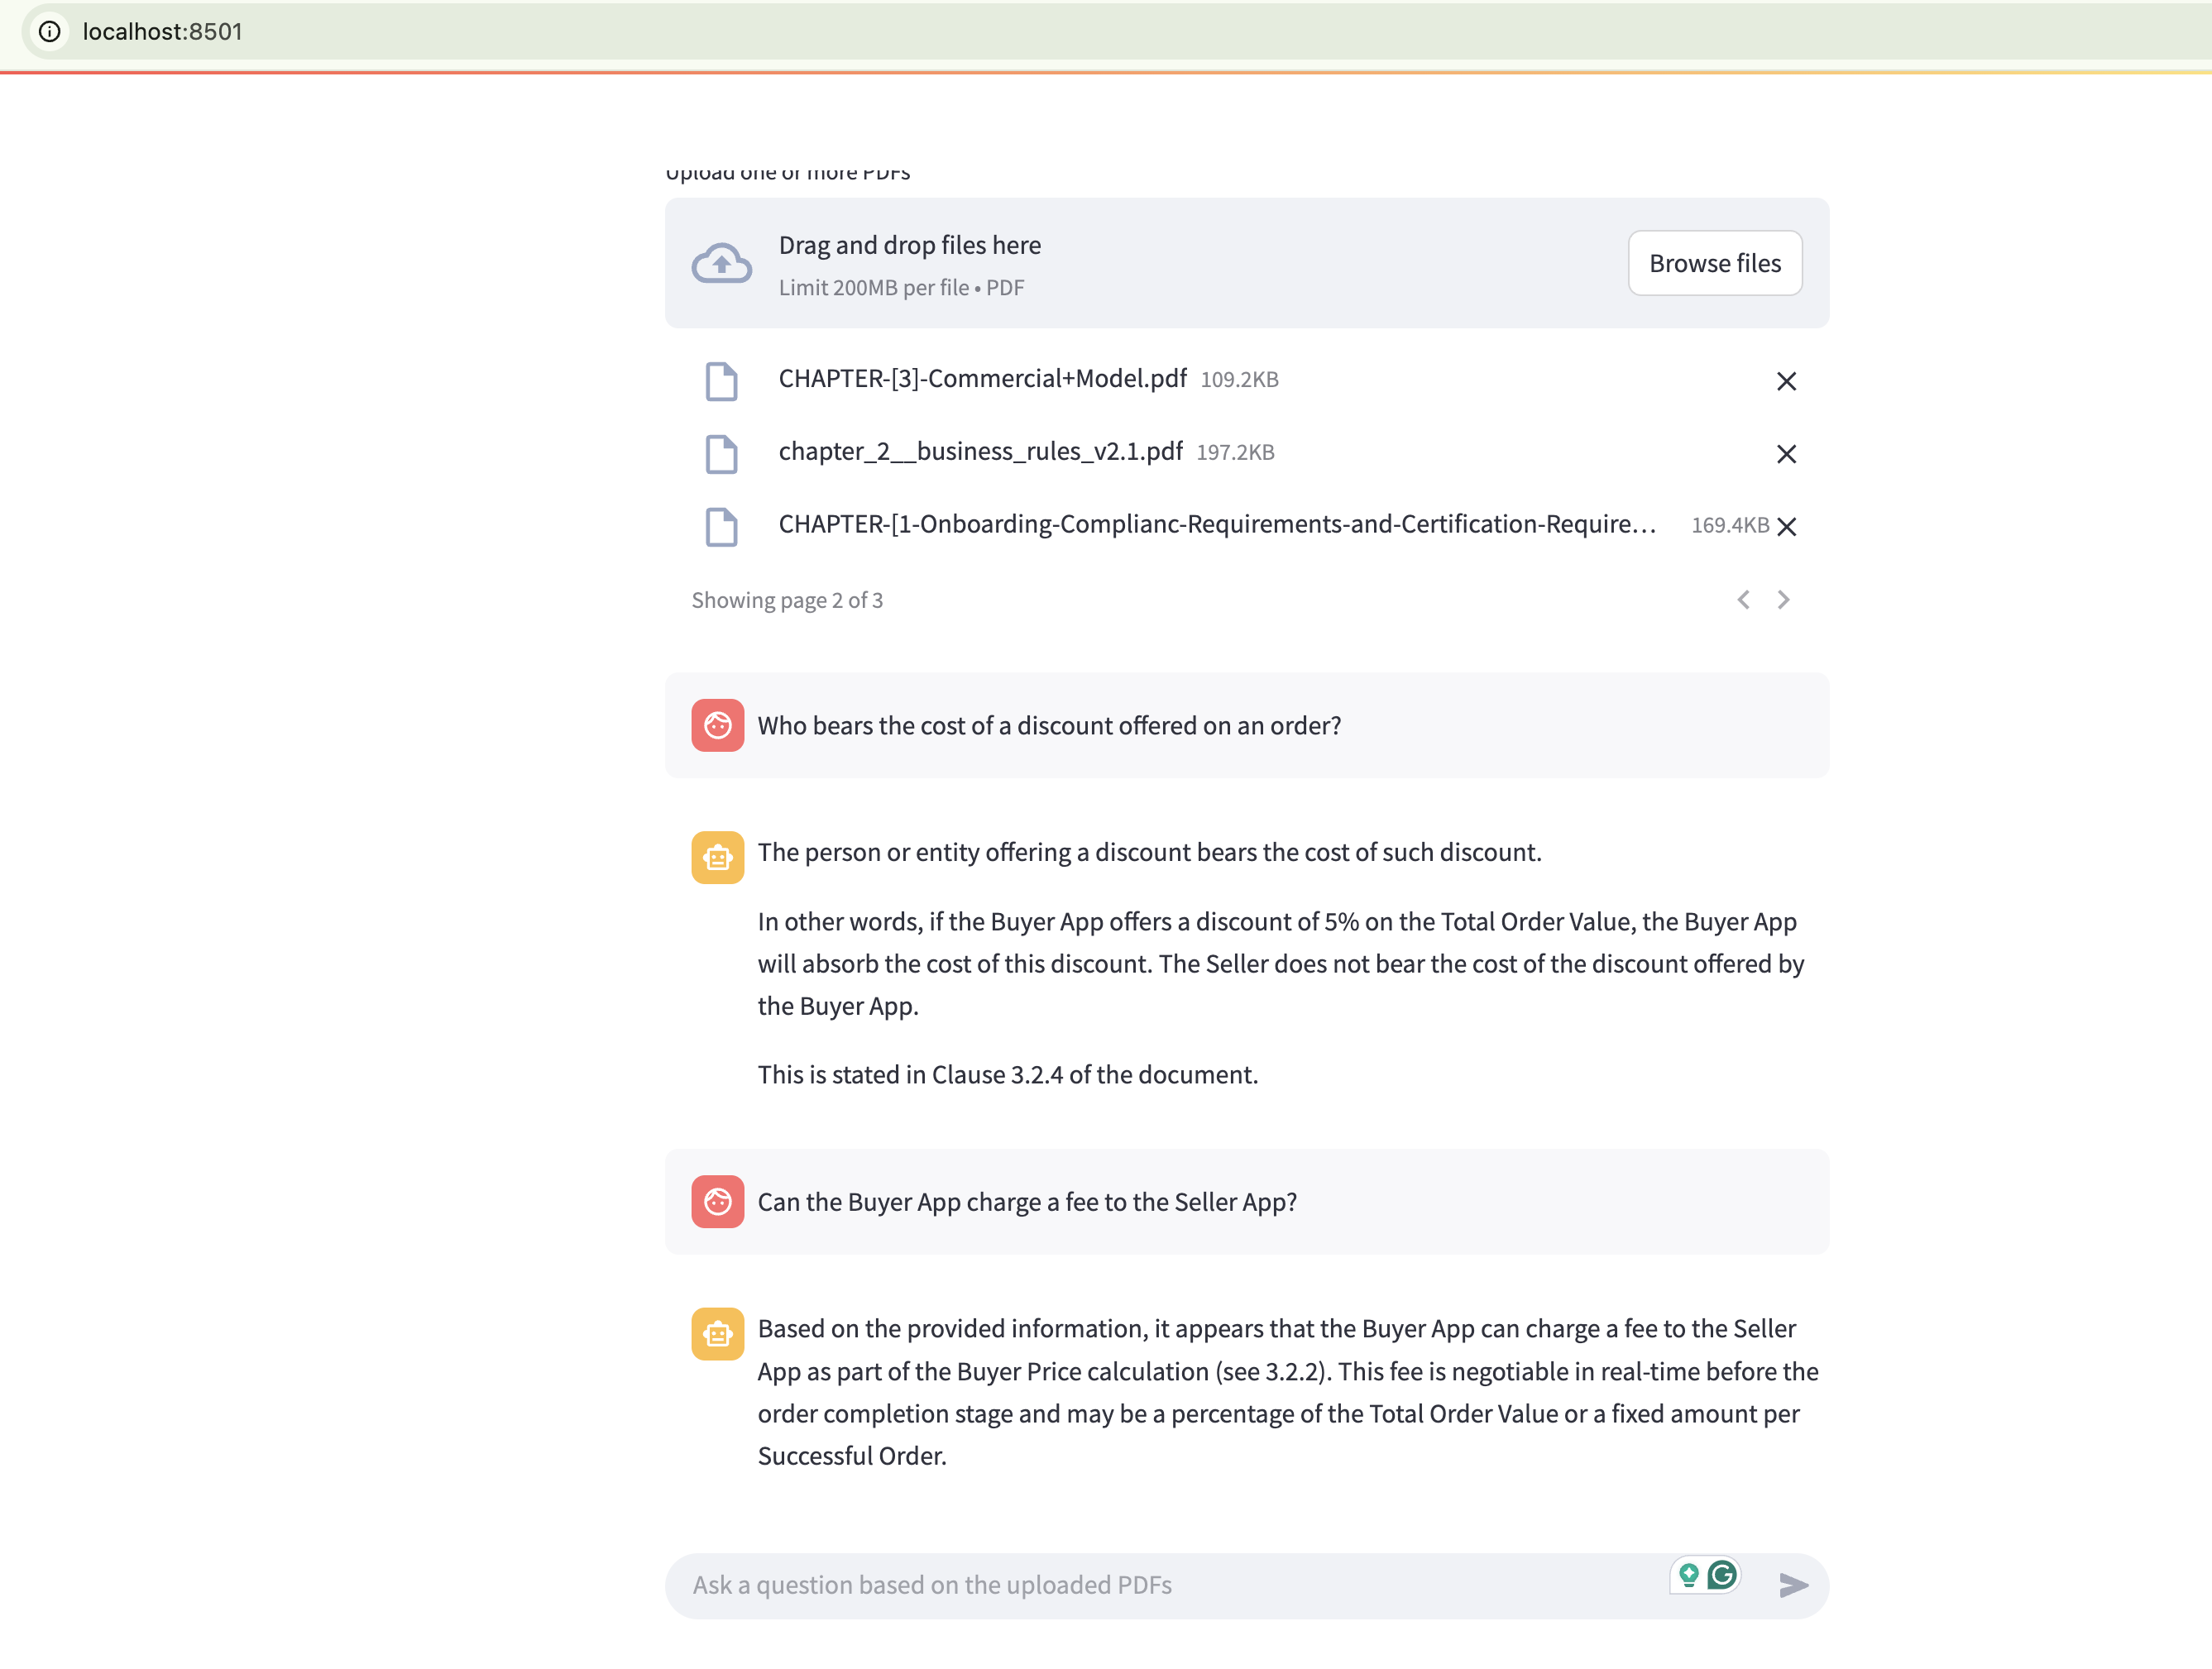 localhost:8501
Upload one or more PDFs
Drag and drop files here
Limit 200MB per file • PDF
Browse files
CHAPTER-[3]-Commercial+Model.pdf 109.2KB
chapter_2__business_rules_v2.1.pdf 197.2KB
CHAPTER-[1-Onboarding-Complianc-Requirements-and-Certification-Require… 169.4KB
Showing page 2 of 3
Who bears the cost of a discount offered on an order?
The person or entity offering a discount bears the cost of such discount.
In other words, if the Buyer App offers a discount of 5% on the Total Order Value, the Buyer App
will absorb the cost of this discount. The Seller does not bear the cost of the discount offered by
the Buyer App.
This is stated in Clause 3.2.4 of the document.
Can the Buyer App charge a fee to the Seller App?
Based on the provided information, it appears that the Buyer App can charge a fee to the Seller
App as part of the Buyer Price calculation (see 3.2.2). This fee is negotiable in real-time before the
order completion stage and may be a percentage of the Total Order Value or a fixed amount per
Successful Order.
Ask a question based on the uploaded PDFs